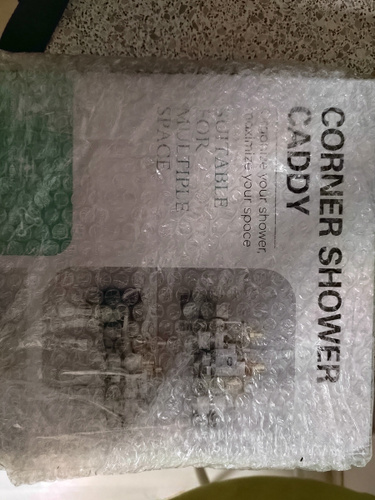 CORNER SHOWER
CADDY
your shower,
your space
SUITABLE
FOR
MULTIPLE
SPACE